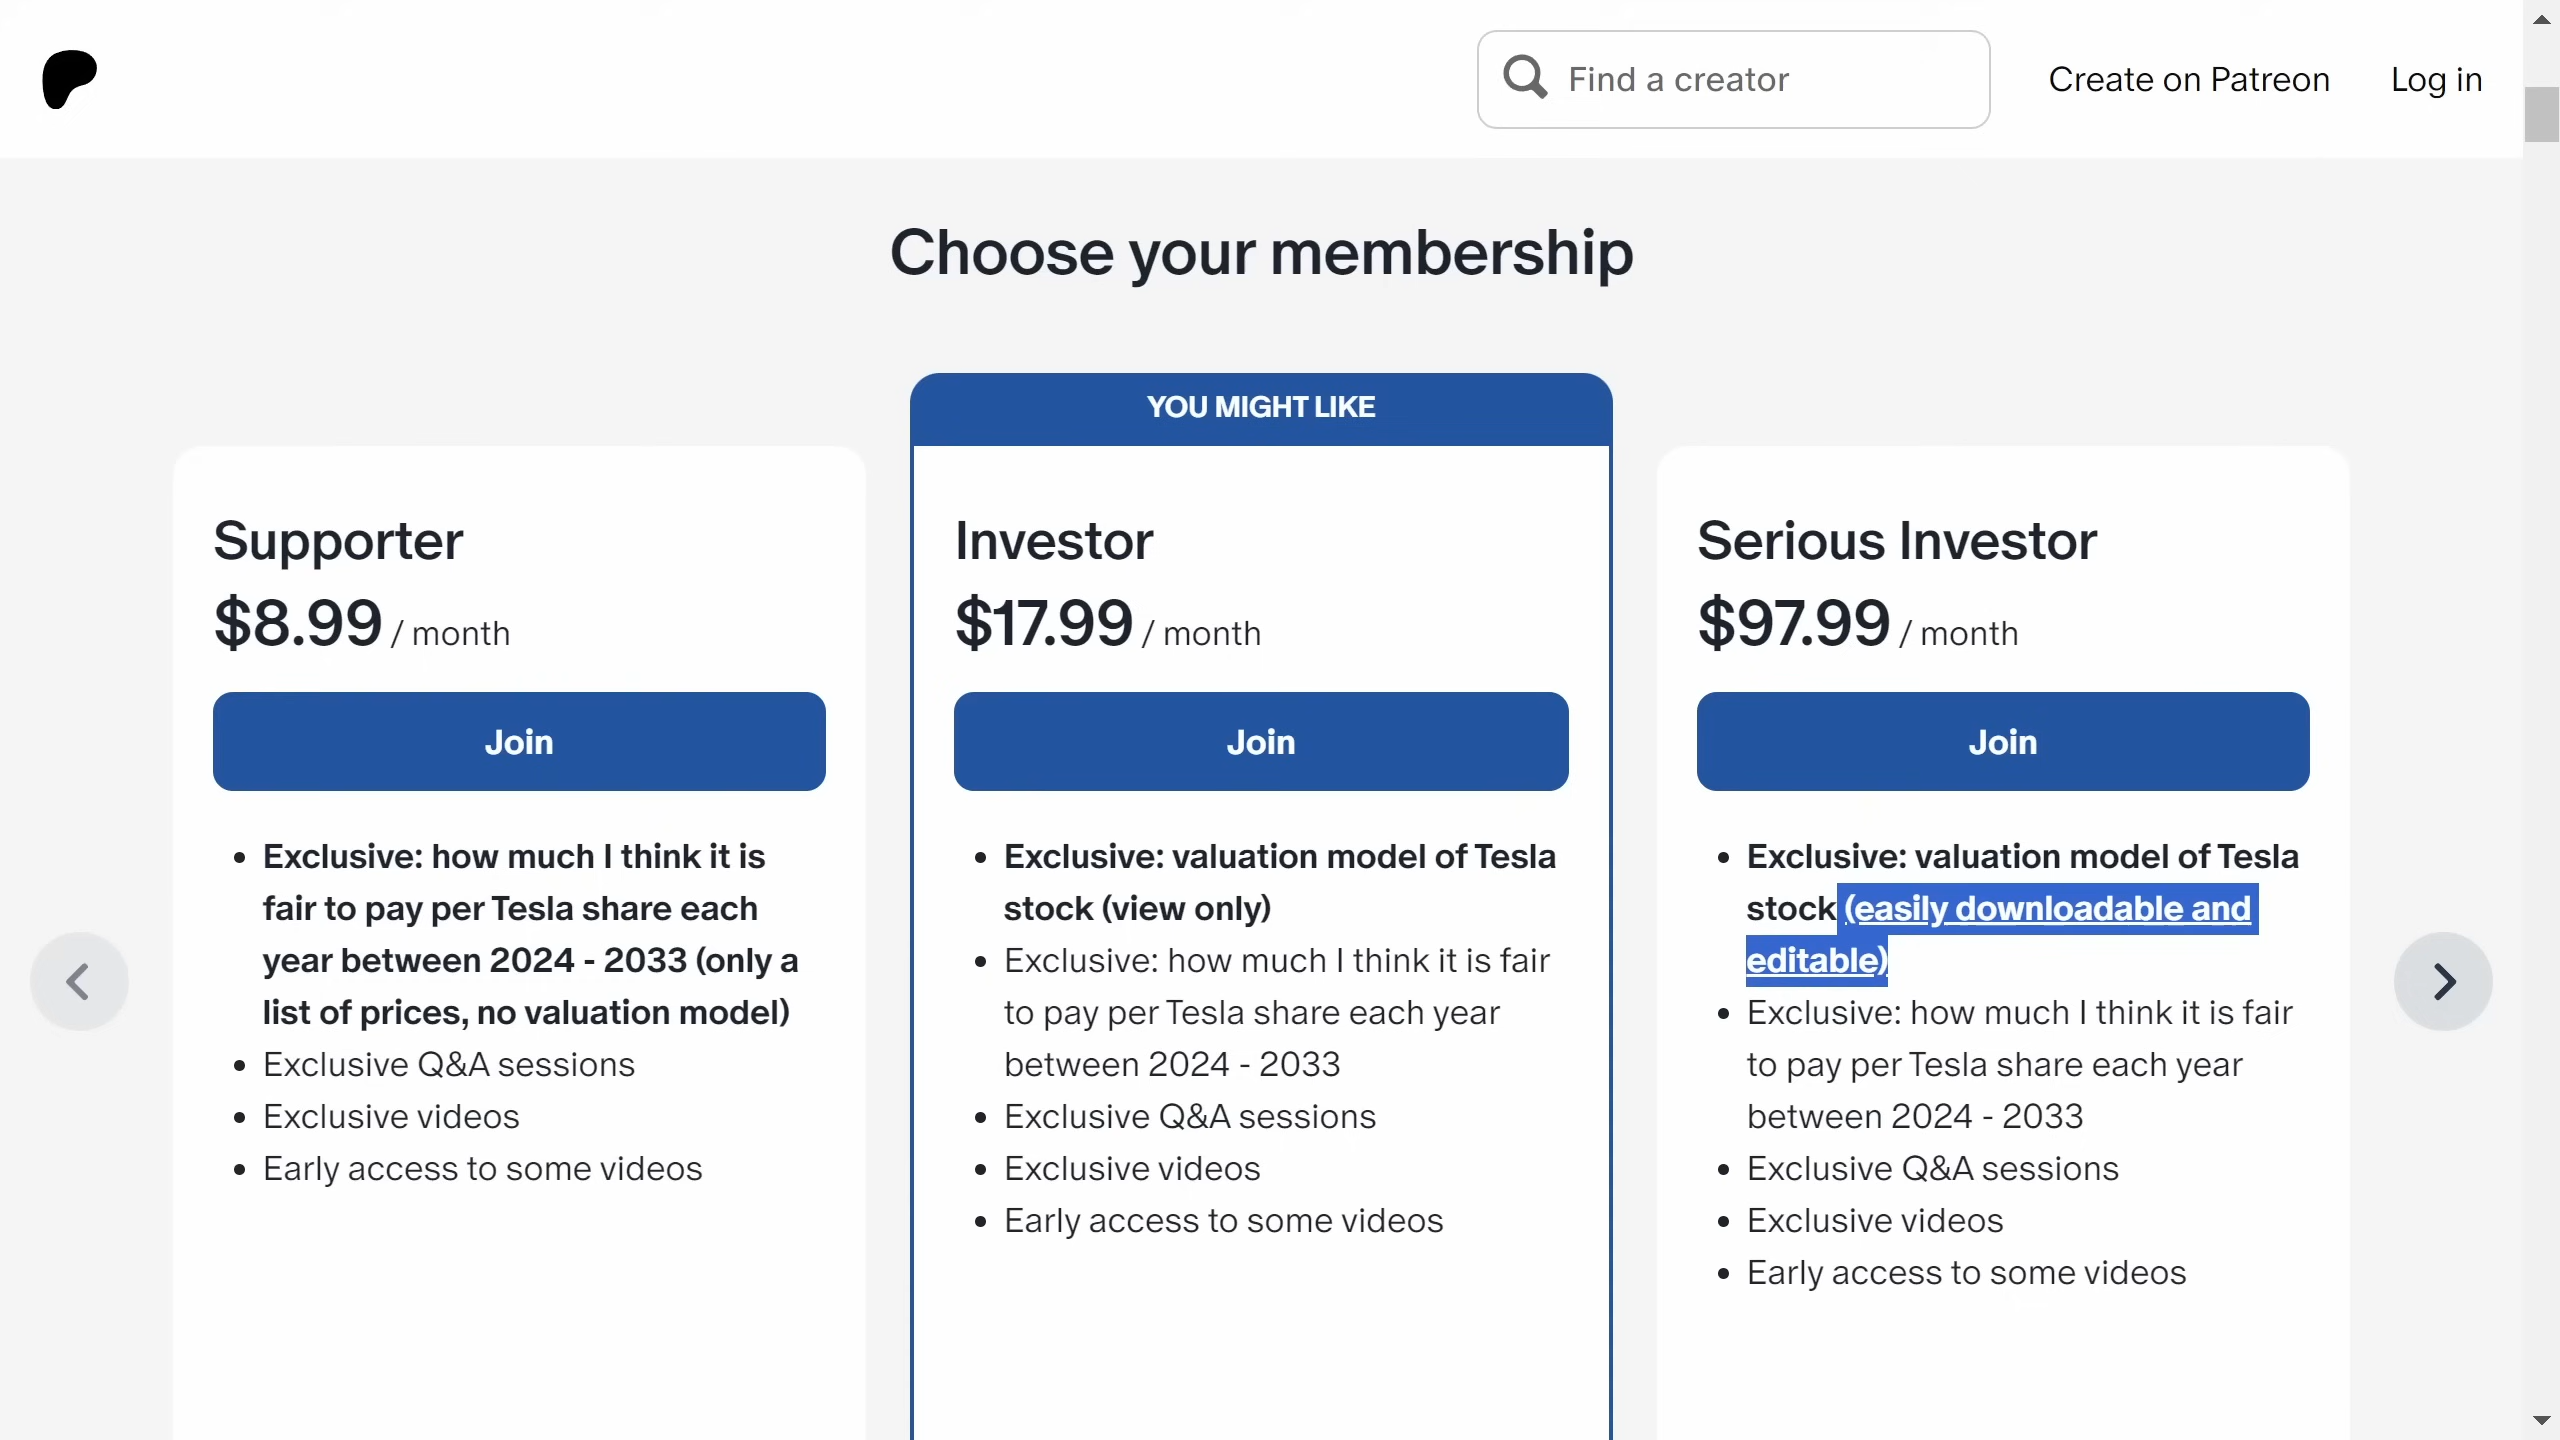 Find a creator
Create on Patreon
Log in
Choose your membership
YOU MIGHT LIKE
Supporter
$8.99 / month
Join
Exclusive: how much I think it is
fair to pay per Tesla share each
year between 2024 - 2033 (only a
list of prices, no valuation model)
Exclusive Q&A sessions
Exclusive videos
Early access to some videos
Investor
$17.99 / month
Join
Exclusive: valuation model of Tesla
stock (view only)
Exclusive: how much I think it is fair
to pay per Tesla share each year
between 2024 - 2033
Exclusive Q&A sessions
Exclusive videos
Early access to some videos
Serious Investor
$97.99 / month
Join
Exclusive: valuation model of Tesla
stock (easily downloadable and
editable)
Exclusive: how much I think it is fair
to pay per Tesla share each year
between 2024 - 2033
Exclusive Q&A sessions
Exclusive videos
Early access to some videos